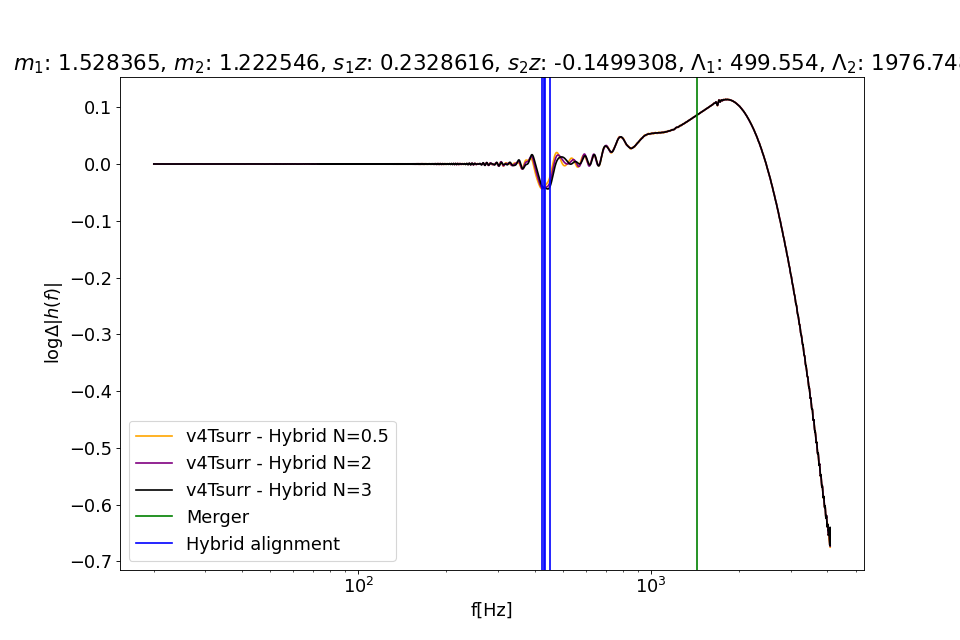 m₁: 1.528365, m₂: 1.222546, s₁z: 0.2328616, s₂z: -0.1499308, Λ₁: 499.554, Λ₂: 1976.74
0.1
0.0
−0.1
−0.2
−0.3
−0.4
−0.5
−0.6
−0.7
logΔ|h(f)|
v4Tsurr - Hybrid N=0.5
v4Tsurr - Hybrid N=2
v4Tsurr - Hybrid N=3
Merger
Hybrid alignment
10² 10³
f[Hz]